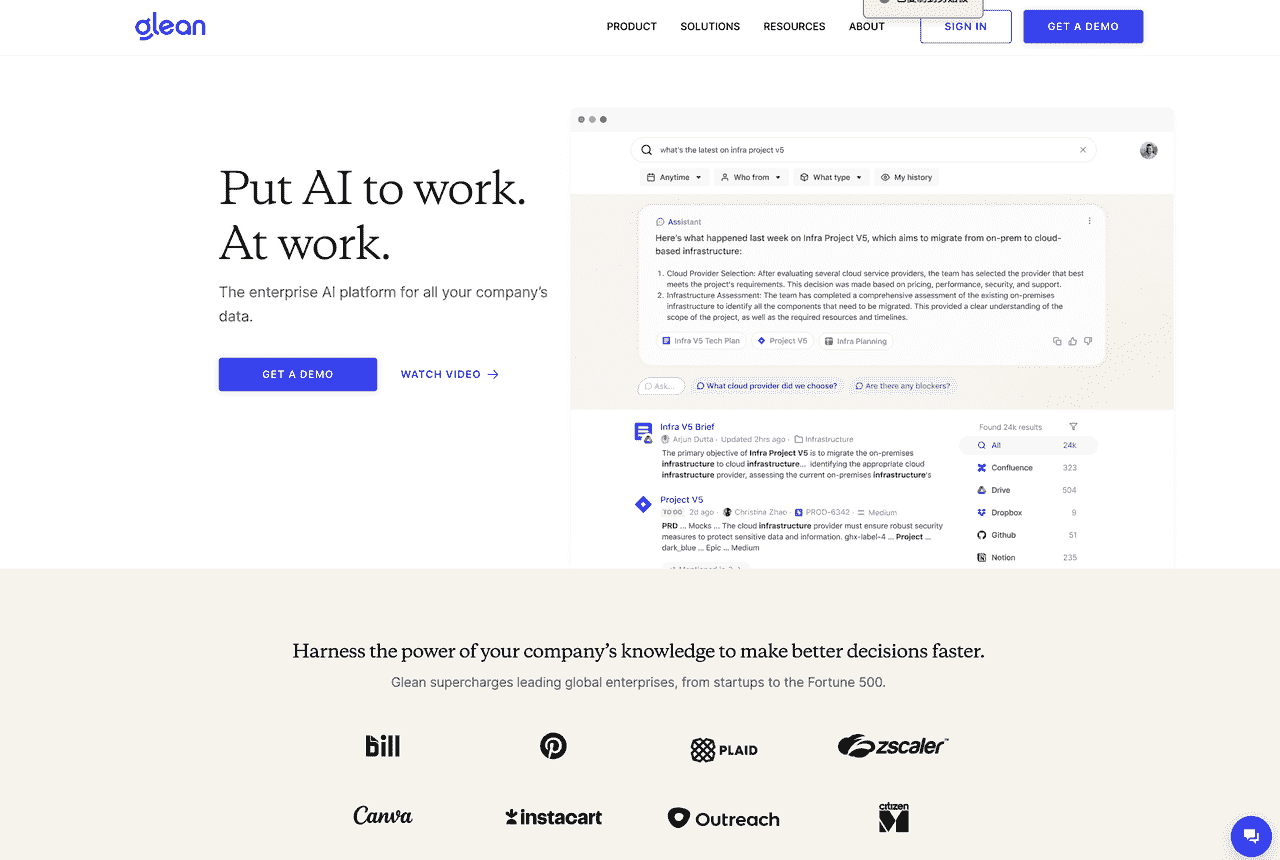 glean
PRODUCT
SOLUTIONS
RESOURCES
ABOUT
SIGN IN
GET A DEMO
Put AI to work.
At work.
The enterprise AI platform for all your company's
data.
GET A DEMO
WATCH VIDEO →
what's the latest on infra project v5
Anytime
Who from
What type
My history
Assistant
Here's what happened last week on Infra Project V5, which aims to migrate from on-prem to cloud-
based infrastructure:
1. Cloud Provider Selection: After evaluating several cloud service providers, the team has selected the provider that best
meets the project's requirements. This decision was made based on pricing, performance, security, and support.
2. Infrastructure Assessment: The team has completed a comprehensive assessment of the existing on-premises
infrastructure to identify all the components that need to be migrated. This provided a clear understanding of the
scope of the project, as well as the required resources and timelines.
Infra V5 Tech Plan
Project V5
Infra Planning
Ask...
What cloud provider did we choose?
Are there any blockers?
Infra V5 Brief
Arjun Dutta · Updated 2hrs ago · Infrastructure
The primary objective of Infra Project V5 is to migrate the on-premises
infrastructure to cloud infrastructure... identifying the appropriate cloud
infrastructure provider, assessing the current on-premises infrastructure's
Project V5
TO DO 2d ago · Christina Zhao · PROD-6342 · Medium
PRD ... Mocks ... The cloud infrastructure provider must ensure robust security
measures to protect sensitive data and information. ghx-label-4 ... Project ...
dark_blue ... Epic ... Medium
Found 24k results
All 24k
Confluence 323
Drive 504
Dropbox 9
Github 51
Notion 235
Harness the power of your company's knowledge to make better decisions faster.
Glean supercharges leading global enterprises, from startups to the Fortune 500.
bill
PLAID
zscaler™
Canva
instacart
Outreach
citizen